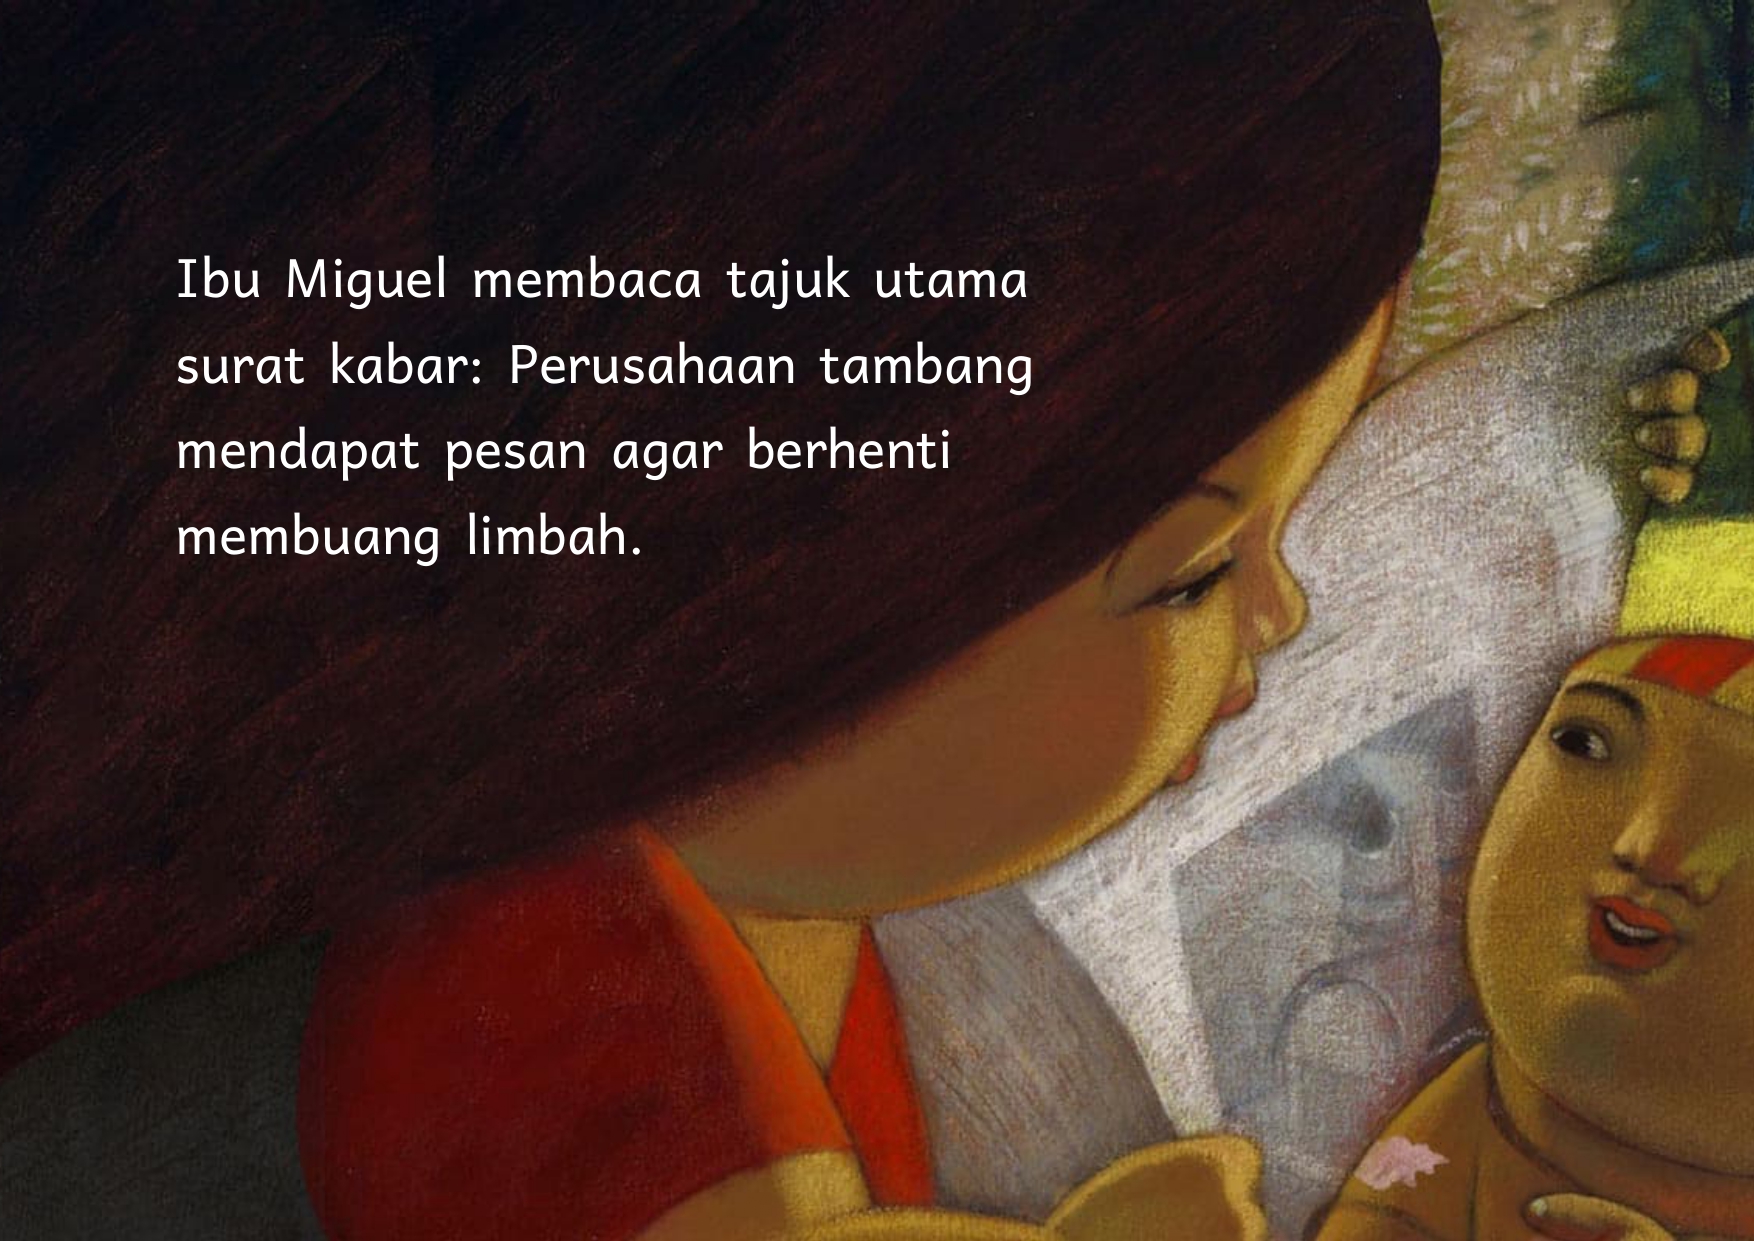 Ibu Miguel membaca tajuk utama
surat kabar: Perusahaan tambang
mendapat pesan agar berhenti
membuang limbah.